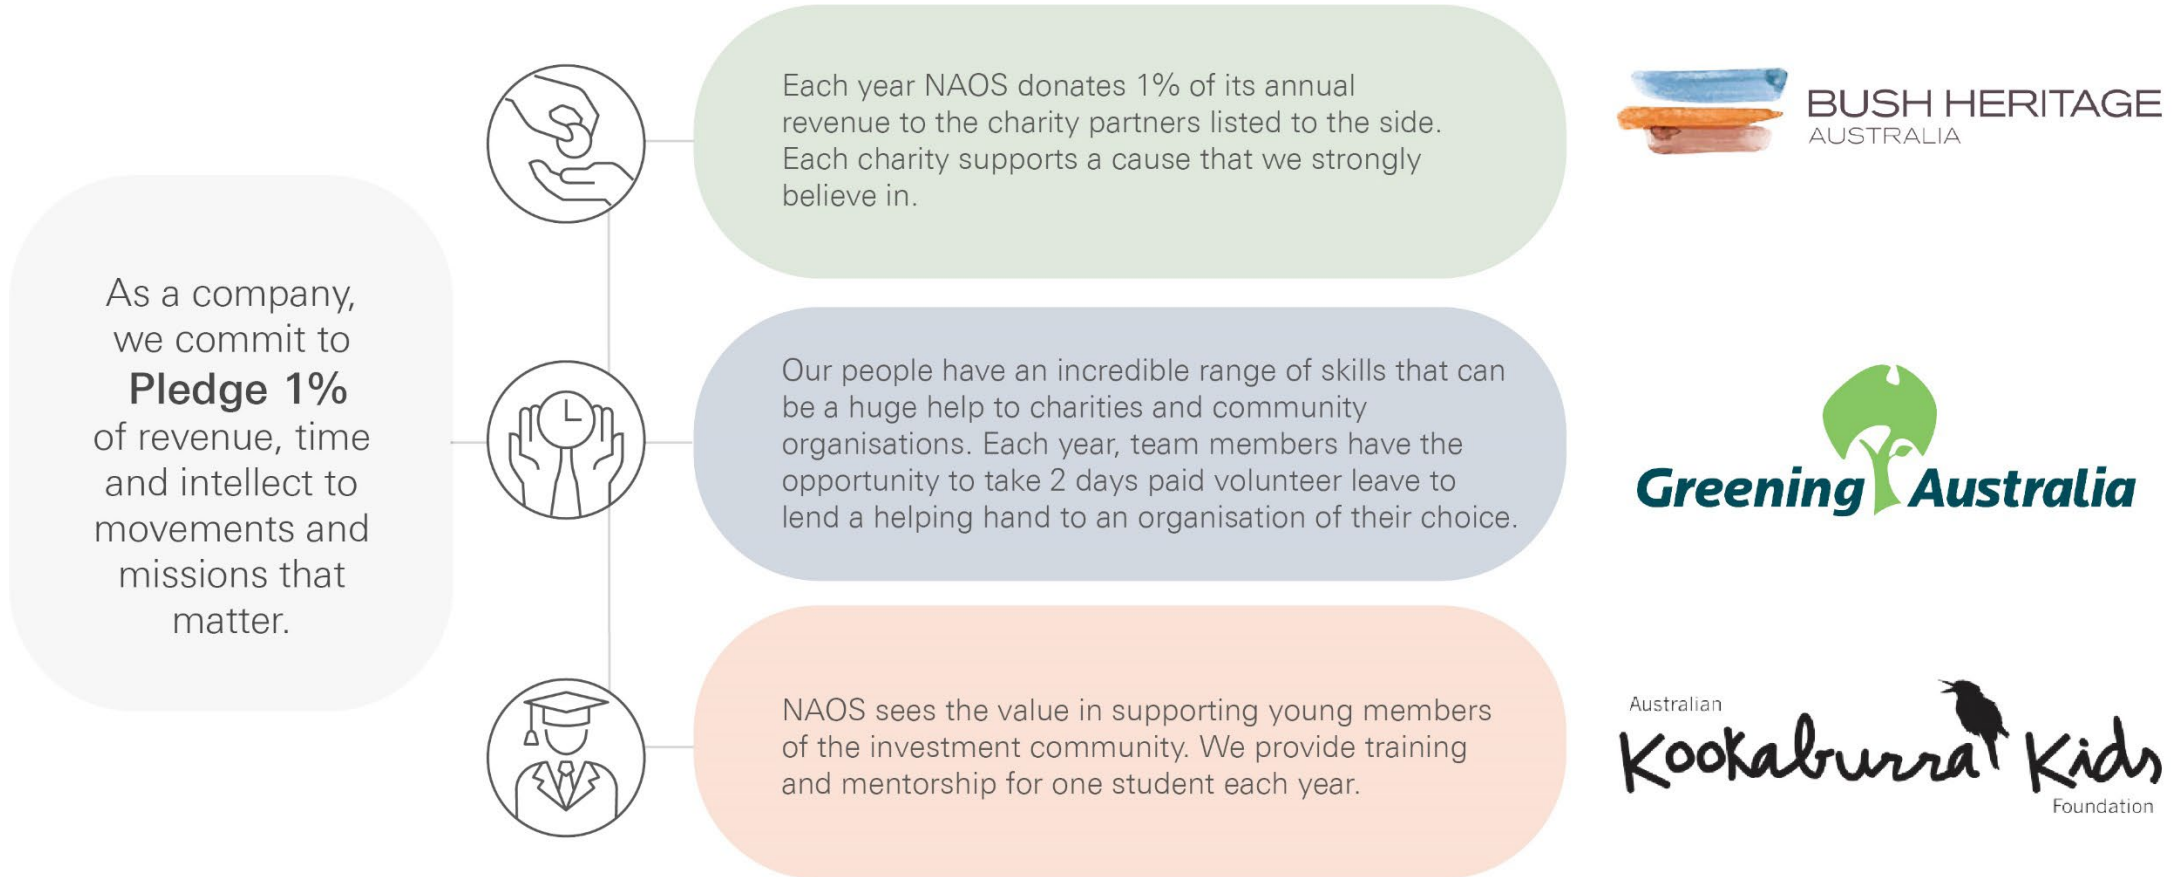 As a company,
we commit to
Pledge 1%
of revenue, time
and intellect to
movements and
missions that
matter.
Each year NAOS donates 1% of its annual
revenue to the charity partners listed to the side.
Each charity supports a cause that we strongly
believe in.
Our people have an incredible range of skills that can
be a huge help to charities and community
organisations. Each year, team members have the
opportunity to take 2 days paid volunteer leave to
lend a helping hand to an organisation of their choice.
NAOS sees the value in supporting young members
of the investment community. We provide training
and mentorship for one student each year.
BUSH HERITAGE
AUSTRALIA
Greening Australia
Australian
Kookaburra Kids
Foundation